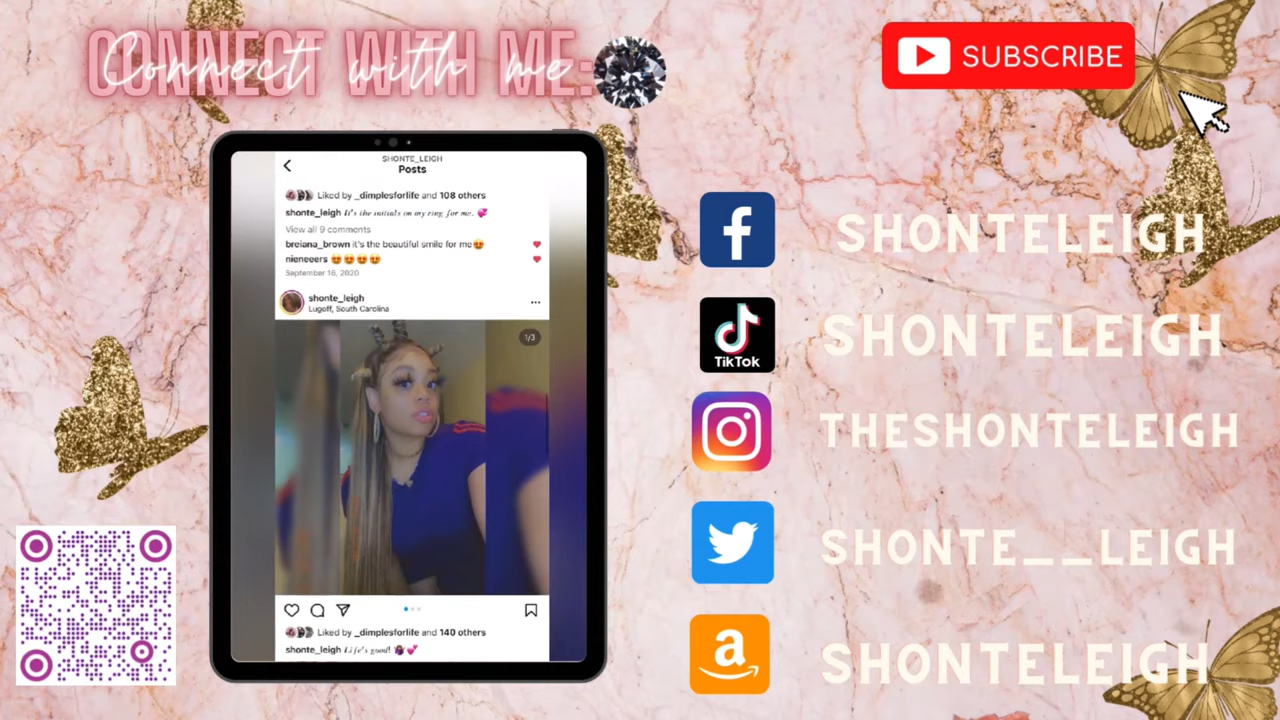 CONNECT WITH ME:
Connect with me
SUBSCRIBE
SHONTE_LEIGH
Posts
Liked by _dimplesforlife and 108 others
shonte_leigh It's the initials on my ring for me. 💞
View all 9 comments
breiana_brown it's the beautiful smile for me😍
nieneeers 😍😍😍😍
September 16, 2020
shonte_leigh
Lugoff, South Carolina
1/3
Liked by _dimplesforlife and 140 others
shonte_leigh Life's good!
SHONTELEIGH
TikTok
SHONTELEIGH
THESHONTELEIGH
SHONTE__LEIGH
SHONTELEIGH